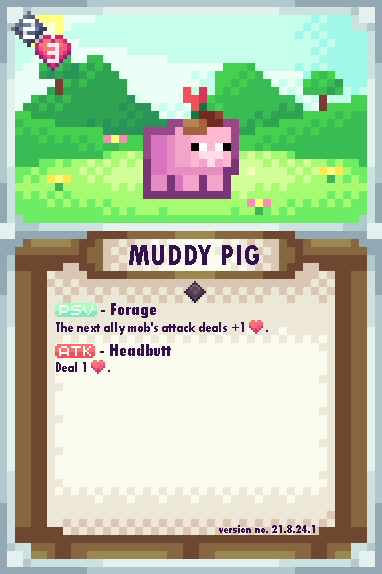 2
3
MUDDY PIG
PSV - Forage
The next ally mob's attack deals +1 .
ATK - Headbutt
Deal 1 .
version no. 21.8.24.1